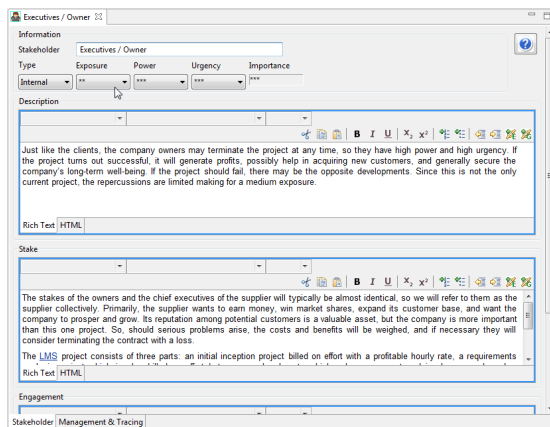 Executives / Owner
Information
Stakeholder Executives / Owner
Type Exposure Power Urgency Importance
Internal ** *** *** ***
Description
B I U X₂ X²
Just like the clients, the company owners may terminate the project at any time, so they have high power and high urgency. If
the project turns out successful, it will generate profits, possibly help in acquiring new customers, and generally secure the
company's long-term well-being. If the project should fail, there may be the opposite developments. Since this is not the only
current project, the repercussions are limited making for a medium exposure.
Rich Text HTML
Stake
B I U X₂ X²
The stakes of the owners and the chief executives of the supplier will typically be almost identical, so we will refer to them as the
supplier collectively. Primarily, the supplier wants to earn money, win market shares, expand its customer base, and want the
company to prosper and grow. Its reputation among potential customers is a valuable asset, but the company is more important
than this one project. So, should serious problems arise, the costs and benefits will be weighed, and if necessary they will
consider terminating the contract with a loss.
The LMS project consists of three parts: an initial inception project billed on effort with a profitable hourly rate, a requirements
Rich Text HTML
Engagement
Stakeholder Management & Tracing